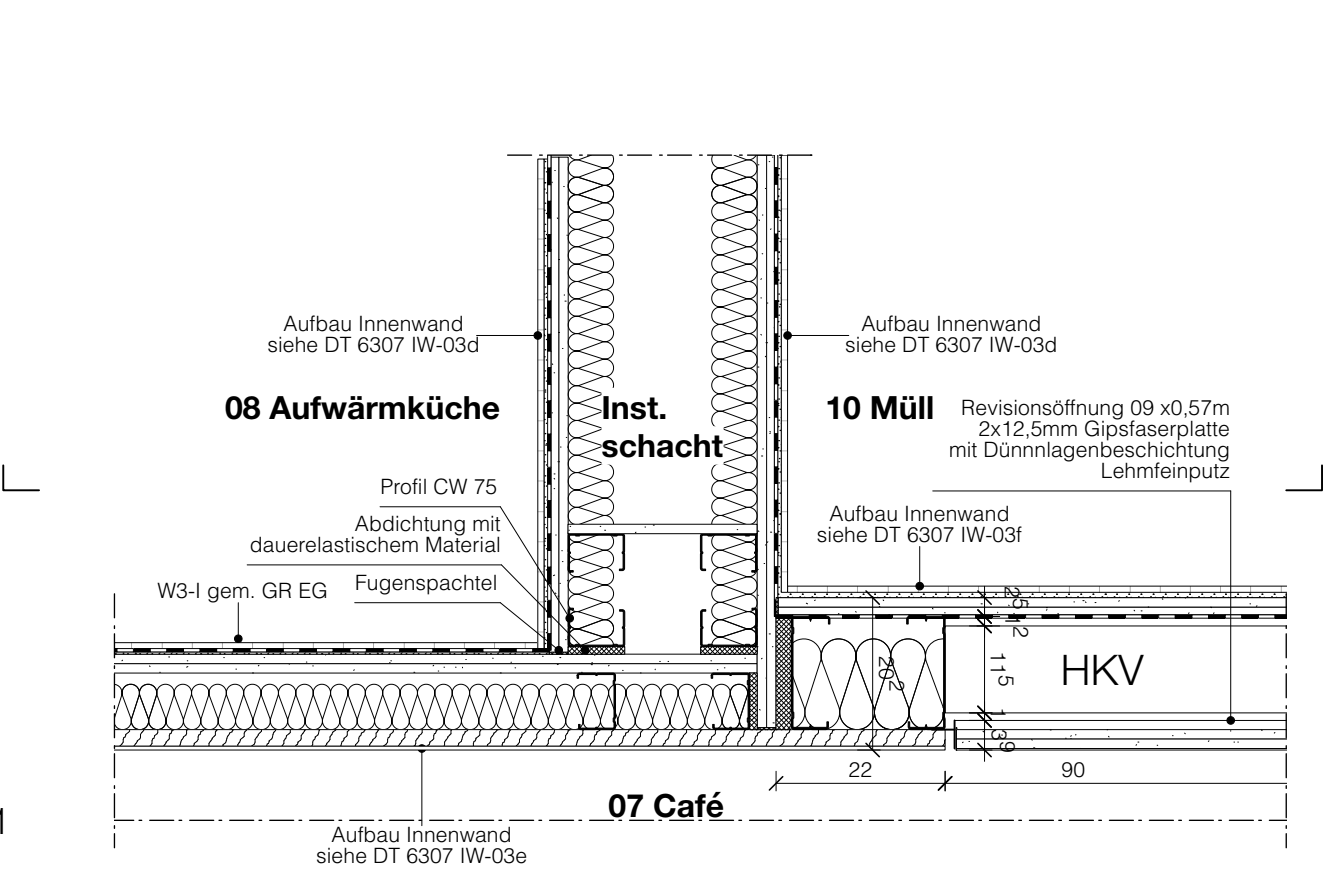 Aufbau Innenwand
siehe DT 6307 IW-03d
Aufbau Innenwand
siehe DT 6307 IW-03d
08 Aufwärmküche
Inst.
schacht
10 Müll
Revisionsöffnung 09 x0,57m
2x12,5mm Gipsfaserplatte
mit Dünnnlagenbeschichtung
Lehmfeinputz
Profil CW 75
Abdichtung mit
dauerelastischem Material
Fugenspachtel
W3-I gem. GR EG
Aufbau Innenwand
siehe DT 6307 IW-03f
HKV
115
20²
22
90
07 Café
Aufbau Innenwand
siehe DT 6307 IW-03e